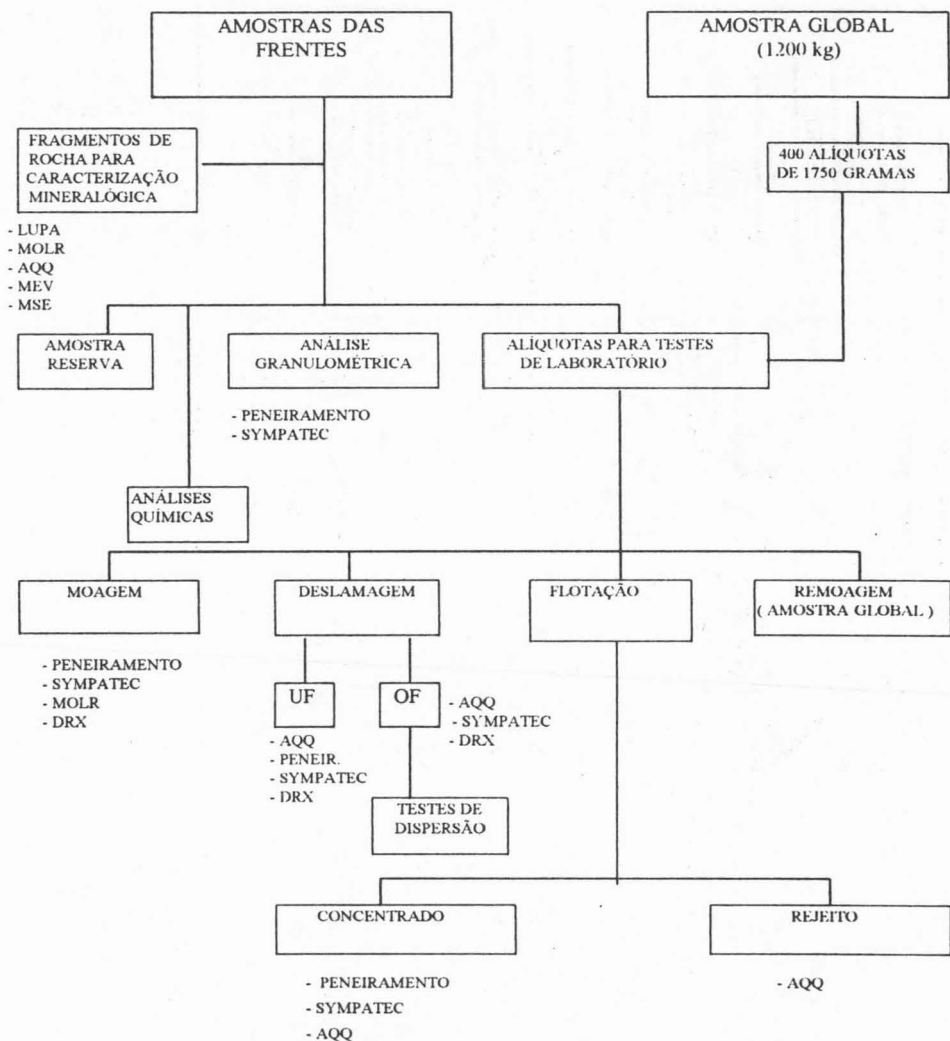 AMOSTRAS DAS
FRENTES
AMOSTRA GLOBAL
(1200 kg)
FRAGMENTOS DE
ROCHA PARA
CARACTERIZAÇÃO
MINERALÓGICA
- LUPA
- MOLR
- AQQ
- MEV
- MSE
400 ALÍQUOTAS
DE 1750 GRAMAS
AMOSTRA
RESERVA
ANÁLISE
GRANULOMÉTRICA
- PENEIRAMENTO
- SYMPATEC
ALÍQUOTAS PARA TESTES
DE LABORATÓRIO
ANÁLISES
QUÍMICAS
MOAGEM
- PENEIRAMENTO
- SYMPATEC
- MOLR
- DRX
DESLAMAGEM
UF
- AQQ
- PENEIR.
- SYMPATEC
- DRX
OF
- AQQ
- SYMPATEC
- DRX
TESTES DE
DISPERSÃO
FLOTAÇÃO
REMOAGEM
( AMOSTRA GLOBAL )
CONCENTRADO
- PENEIRAMENTO
- SYMPATEC
- AQQ
REJEITO
- AQQ